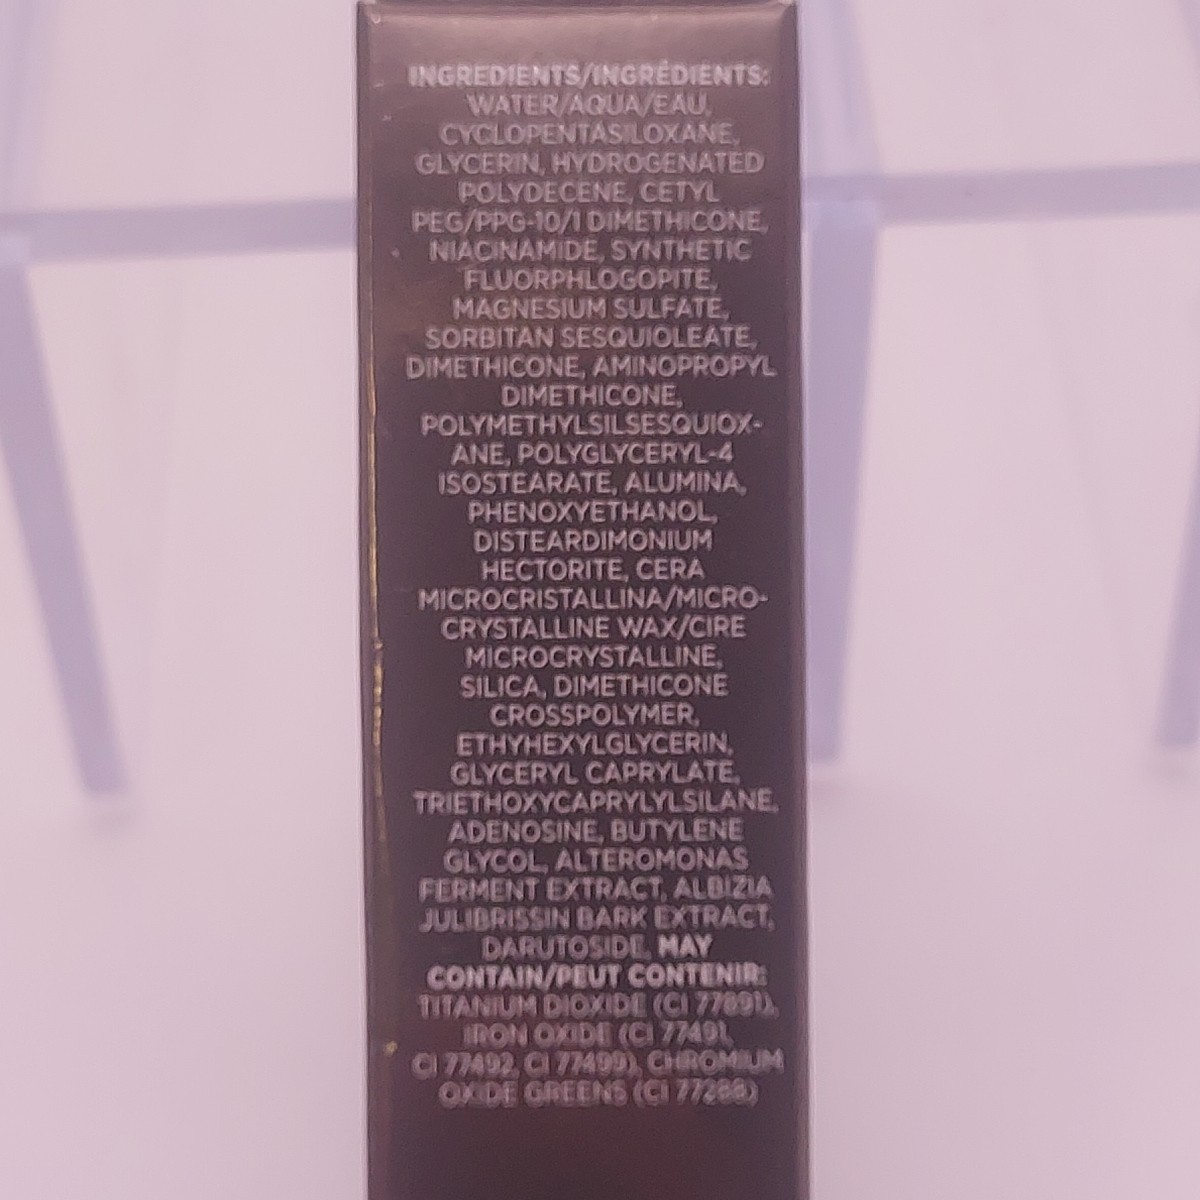 INGREDIENTS/INGRÉDIENTS:
WATER/AQUA/EAU,
CYCLOPENTASILOXANE,
GLYCERIN, HYDROGENATED
POLYDECENE, CETYL
PEG/PPG-10/1 DIMETHICONE,
NIACINAMIDE, SYNTHETIC
FLUORPHLOGOPITE,
MAGNESIUM SULFATE,
SORBITAN SESQUIOLEATE,
DIMETHICONE, AMINOPROPYL
DIMETHICONE,
POLYMETHYLSILSESQUIOX-
ANE, POLYGLYCERYL-4
ISOSTEARATE, ALUMINA,
PHENOXYETHANOL,
DISTEARDIMONIUM
HECTORITE, CERA
MICROCRISTALLINA/MICRO-
CRYSTALLINE WAX/CIRE
MICROCRYSTALLINE,
SILICA, DIMETHICONE
CROSSPOLYMER,
ETHYHEXYLGLYCERIN,
GLYCERYL CAPRYLATE,
TRIETHOXYCAPRYLYLSILANE,
ADENOSINE, BUTYLENE
GLYCOL, ALTEROMONAS
FERMENT EXTRACT, ALBIZIA
JULIBRISSIN BARK EXTRACT,
DARUTOSIDE, MAY
CONTAIN/PEUT CONTENIR:
TITANIUM DIOXIDE (CI 77891),
IRON OXIDE (CI 77491,
CI 77492, CI 77499), CHROMIUM
OXIDE GREENS (CI 77288)